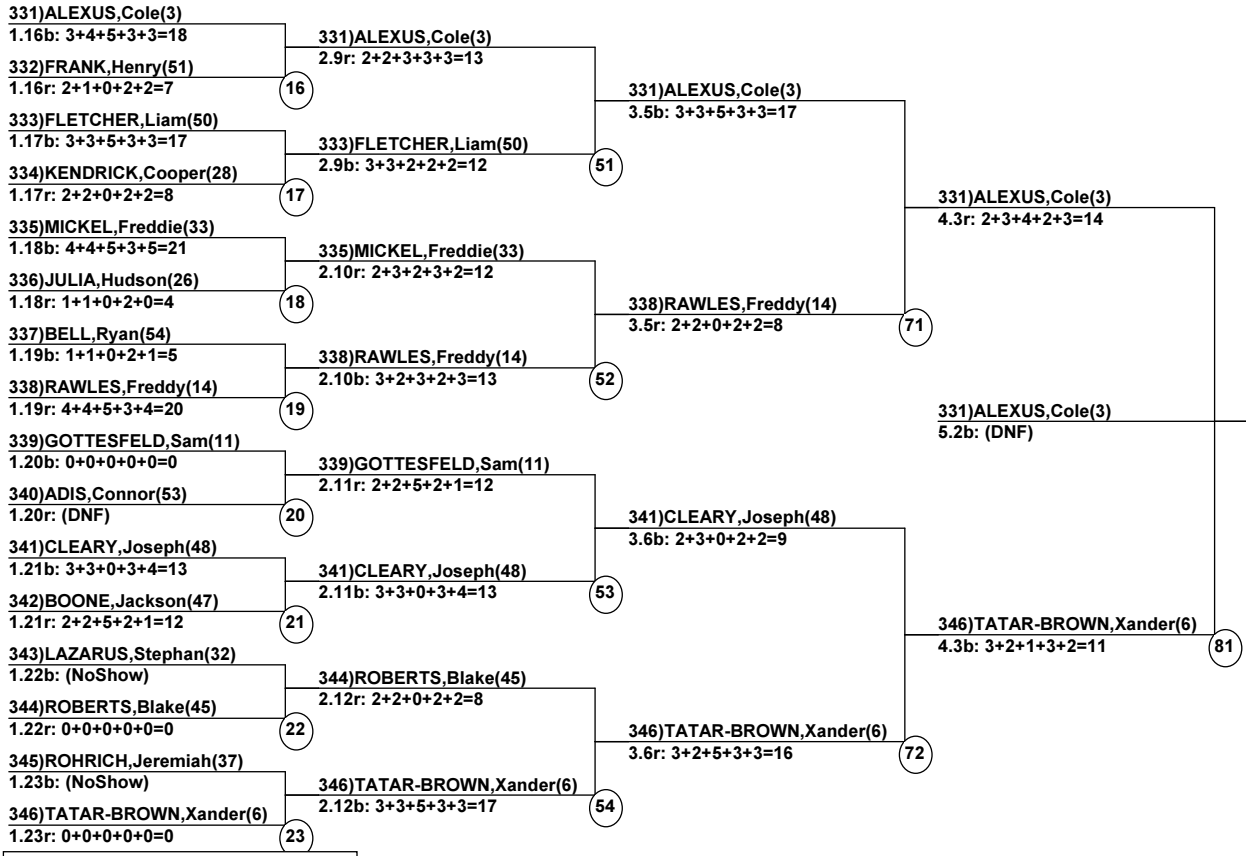 331)ALEXUS,Cole(3)
1.16b: 3+4+5+3+3=18
332)FRANK,Henry(51)
1.16r: 2+1+0+2+2=7
16
333)FLETCHER,Liam(50)
1.17b: 3+3+5+3+3=17
334)KENDRICK,Cooper(28)
1.17r: 2+2+0+2+2=8
17
335)MICKEL,Freddie(33)
1.18b: 4+4+5+3+5=21
336)JULIA,Hudson(26)
1.18r: 1+1+0+2+0=4
18
337)BELL,Ryan(54)
1.19b: 1+1+0+2+1=5
338)RAWLES,Freddy(14)
1.19r: 4+4+5+3+4=20
19
339)GOTTESFELD,Sam(11)
1.20b: 0+0+0+0+0=0
340)ADIS,Connor(53)
1.20r: (DNF)
20
341)CLEARY,Joseph(48)
1.21b: 3+3+0+3+4=13
342)BOONE,Jackson(47)
1.21r: 2+2+5+2+1=12
21
343)LAZARUS,Stephan(32)
1.22b: (NoShow)
344)ROBERTS,Blake(45)
1.22r: 0+0+0+0+0=0
22
345)ROHRICH,Jeremiah(37)
1.23b: (NoShow)
346)TATAR-BROWN,Xander(6)
1.23r: 0+0+0+0+0=0
23
331)ALEXUS,Cole(3)
2.9r: 2+2+3+3+3=13
333)FLETCHER,Liam(50)
2.9b: 3+3+2+2+2=12
51
335)MICKEL,Freddie(33)
2.10r: 2+3+2+3+2=12
338)RAWLES,Freddy(14)
2.10b: 3+2+3+2+3=13
52
339)GOTTESFELD,Sam(11)
2.11r: 2+2+5+2+1=12
341)CLEARY,Joseph(48)
2.11b: 3+3+0+3+4=13
53
344)ROBERTS,Blake(45)
2.12r: 2+2+0+2+2=8
346)TATAR-BROWN,Xander(6)
2.12b: 3+3+5+3+3=17
54
331)ALEXUS,Cole(3)
3.5b: 3+3+5+3+3=17
338)RAWLES,Freddy(14)
3.5r: 2+2+0+2+2=8
71
341)CLEARY,Joseph(48)
3.6b: 2+3+0+2+2=9
346)TATAR-BROWN,Xander(6)
3.6r: 3+2+5+3+3=16
72
331)ALEXUS,Cole(3)
4.3r: 2+3+4+2+3=14
346)TATAR-BROWN,Xander(6)
4.3b: 3+2+1+3+2=11
81
331)ALEXUS,Cole(3)
5.2b: (DNF)